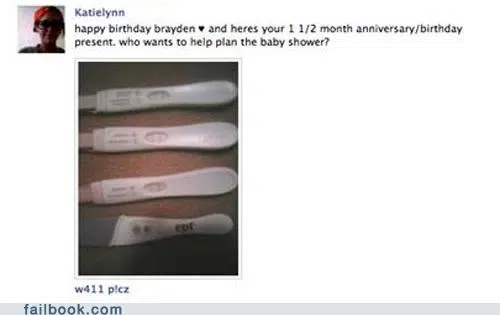 Katielynn
happy birthday brayden ♥ and heres your 1 1/2 month anniversary/birthday
present. who wants to help plan the baby shower?
ept
w411 p!cz
failbook.com